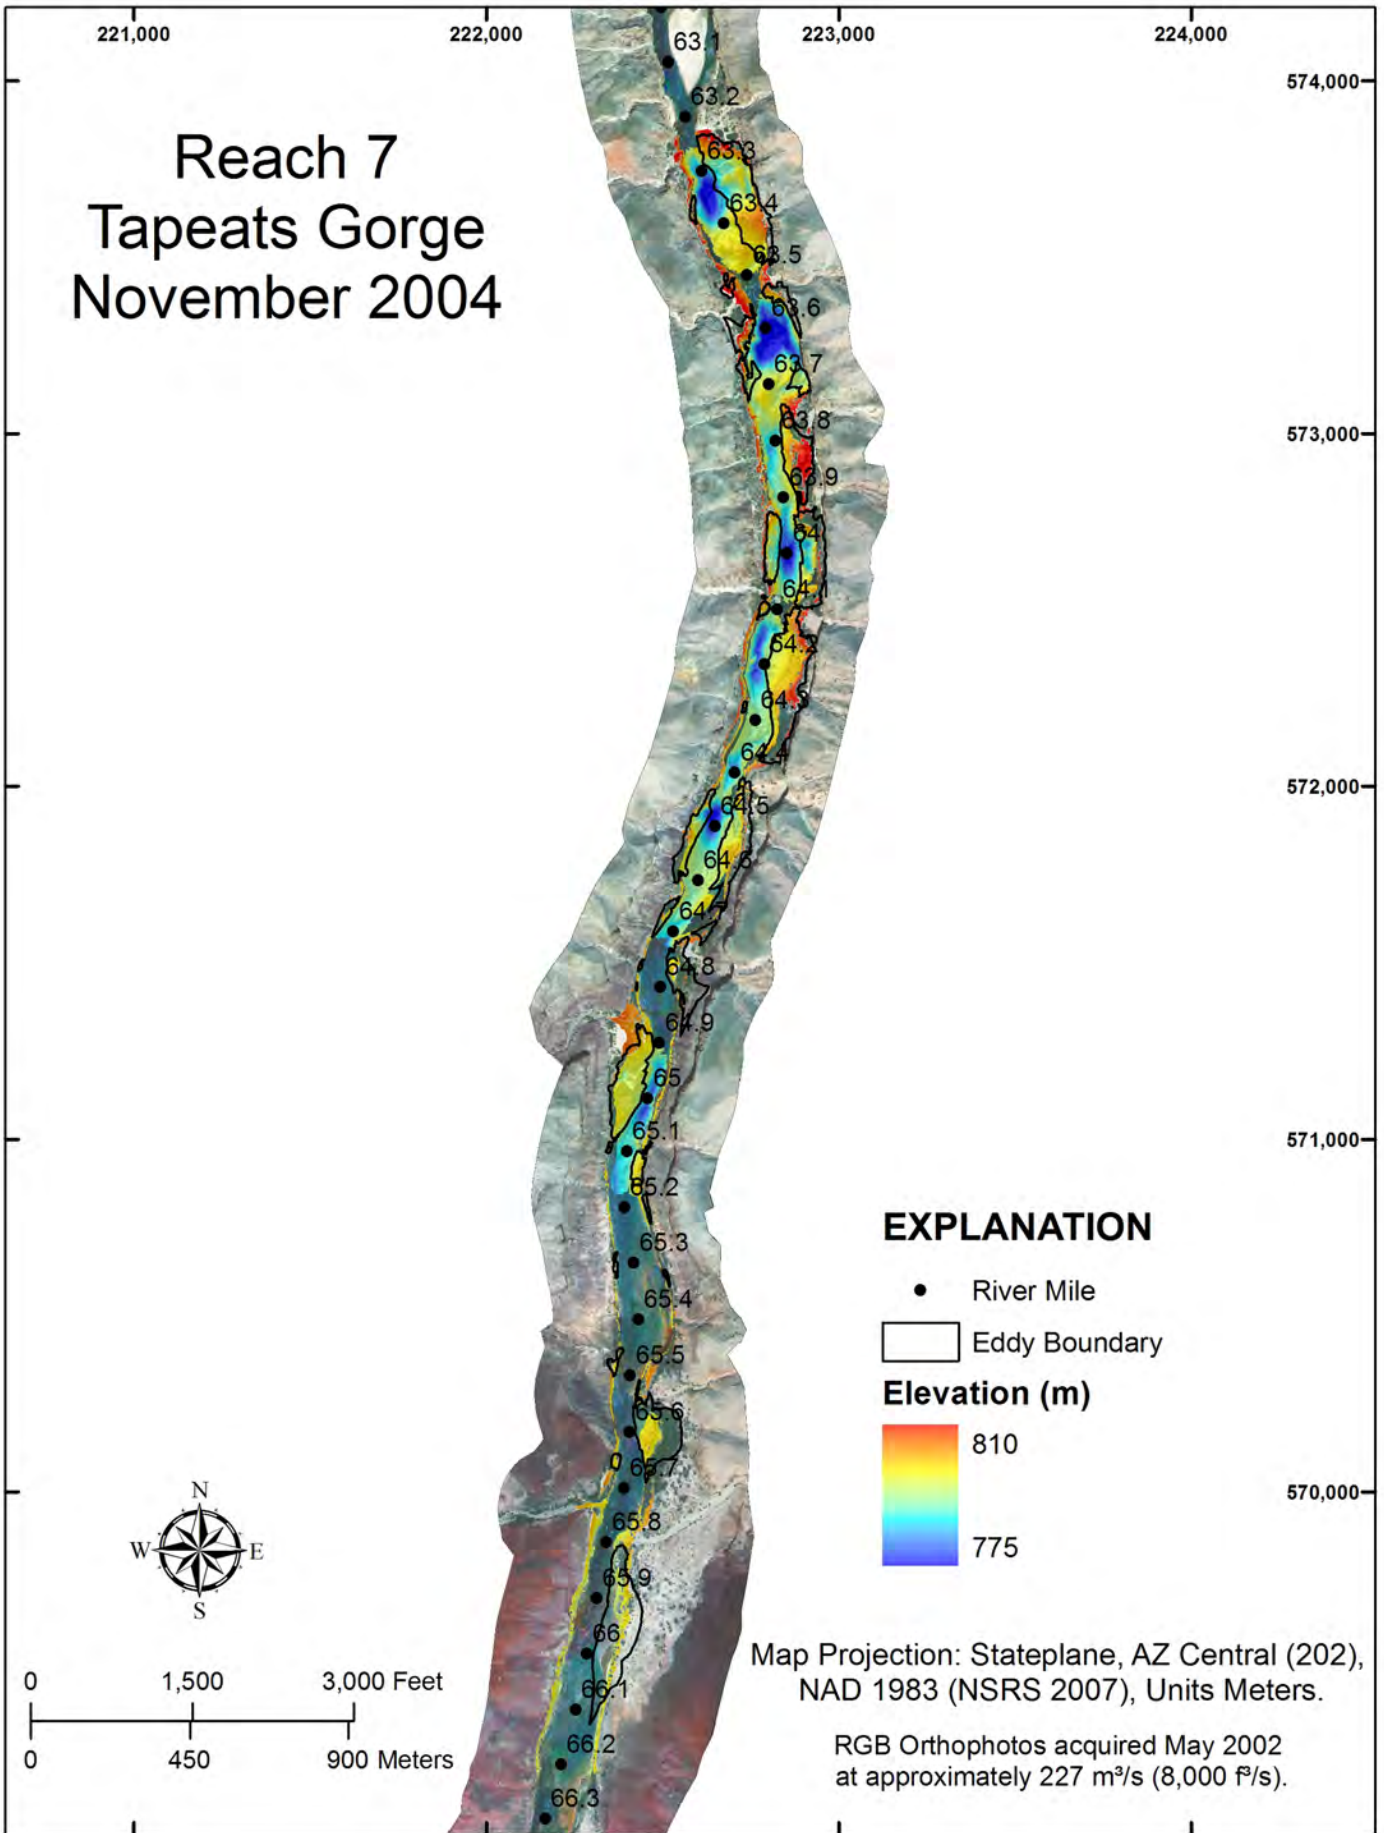 221,000
222,000
223,000
224,000
574,000
573,000
572,000
571,000
570,000
Reach 7
Tapeats Gorge
November 2004
63.1
63.2
63.3
63.4
63.5
63.6
63.7
63.8
63.9
64
64.1
64.2
64.3
64.4
64.5
64.6
64.7
64.8
64.9
65
65.1
65.2
65.3
65.4
65.5
65.6
65.7
65.8
65.9
66
66.1
66.2
66.3
EXPLANATION
River Mile
Eddy Boundary
Elevation (m)
810
775
N
W
E
S
0 1,500 3,000 Feet
0 450 900 Meters
Map Projection: Stateplane, AZ Central (202),
NAD 1983 (NSRS 2007), Units Meters.
RGB Orthophotos acquired May 2002
at approximately 227 m³/s (8,000 f³/s).